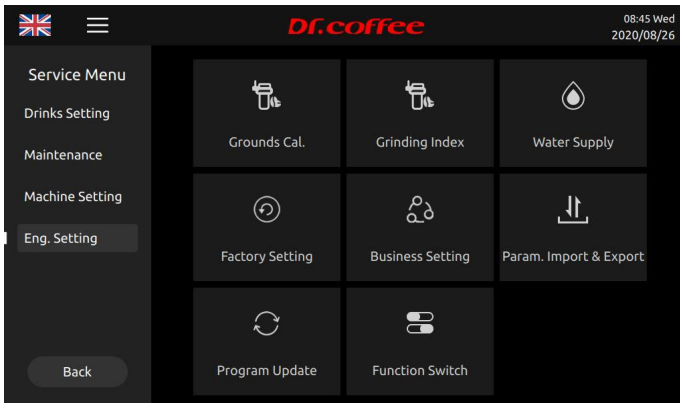 Dr.coffee
08:45 Wed
2020/08/26
Service Menu
Drinks Setting
Maintenance
Machine Setting
Eng. Setting
Back
Grounds Cal.
Grinding Index
Water Supply
Factory Setting
Business Setting
Param. Import & Export
Program Update
Function Switch